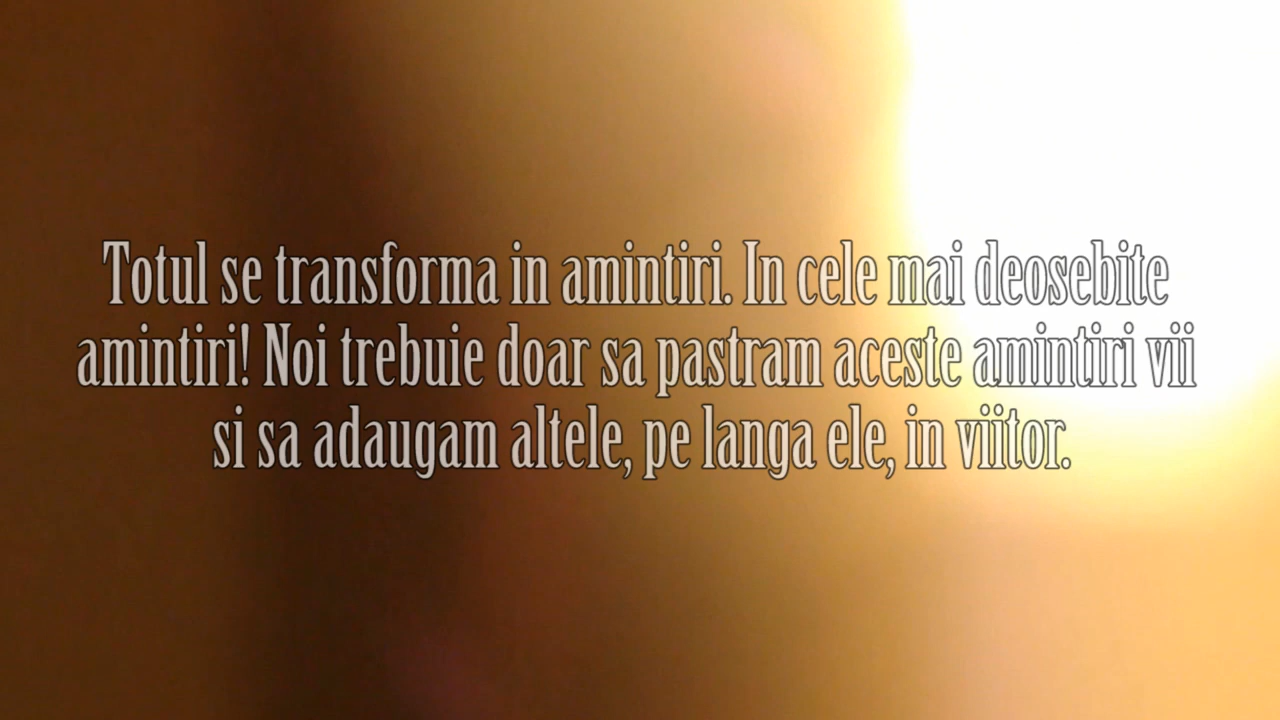 Totul se transforma in amintiri. In cele mai deosebite
amintiri! Noi trebuie doar sa pastram aceste amintiri vii
si sa adaugam altele, pe langa ele, in viitor.